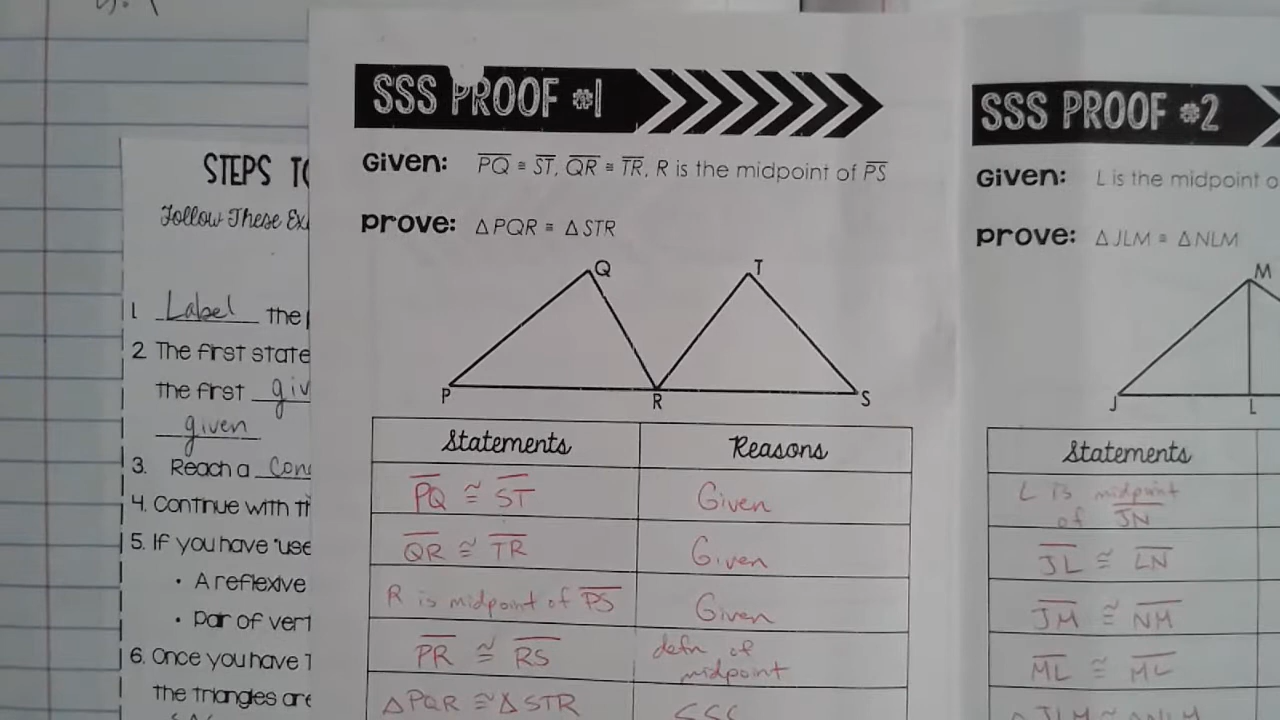 STEPS
Follow These
1. Label the
2. The first state
the first giv
given
3. Reach a
4. Continue with
5. If you have "use
• A reflexive
• Pair of vert
6. Once you have
the triangles are
SSS PROOF #1
Given: PQ ≅ ST, QR ≅ TR, R is the midpoint of PS
Prove: △PQR ≅ △STR
Q
T
P
R
S
Statements Reasons
PQ ≅ ST Given
QR ≅ TR Given
R is midpoint of PS Given
PR ≅ RS defn of
midpoint
△PQR ≅ △STR SSS
SSS PROOF #2
Given: L is the midpoint o
Prove: △JLM ≅ △NLM
M
J
L
Statements
L is midpoint
of JN
JL ≅ LN
JM ≅ NM
ML ≅ ML
△JLM ≅ △NLM